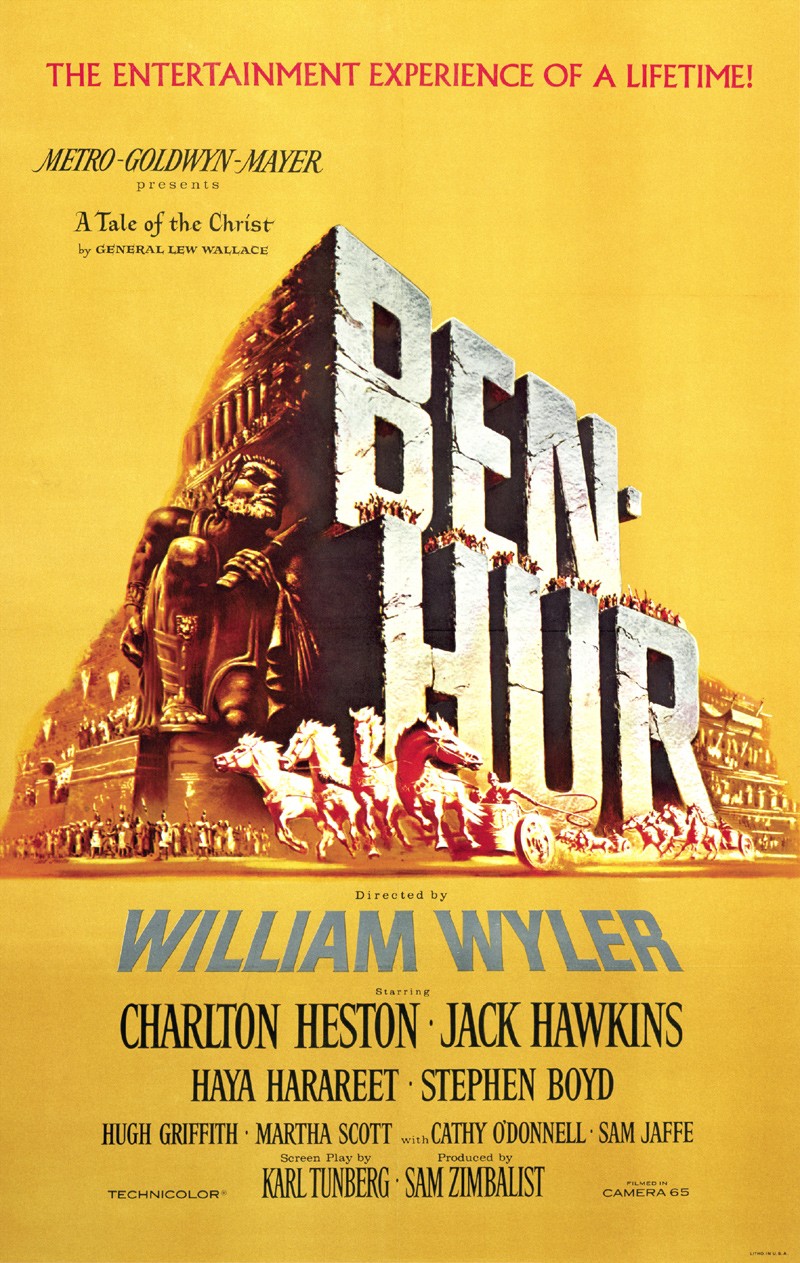 THE ENTERTAINMENT EXPERIENCE OF A LIFETIME!
METRO-GOLDWYN-MAYER
presents
A Tale of the Christ
by GENERAL LEW WALLACE
BEN-
HUR
Directed by
WILLIAM WYLER
Starring
CHARLTON HESTON · JACK HAWKINS
HAYA HARAREET · STEPHEN BOYD
HUGH GRIFFITH · MARTHA SCOTT with CATHY O'DONNELL · SAM JAFFE
Screen Play by Produced by
KARL TUNBERG · SAM ZIMBALIST
TECHNICOLOR®
FILMED IN
CAMERA 65
LITHO IN U.S.A.